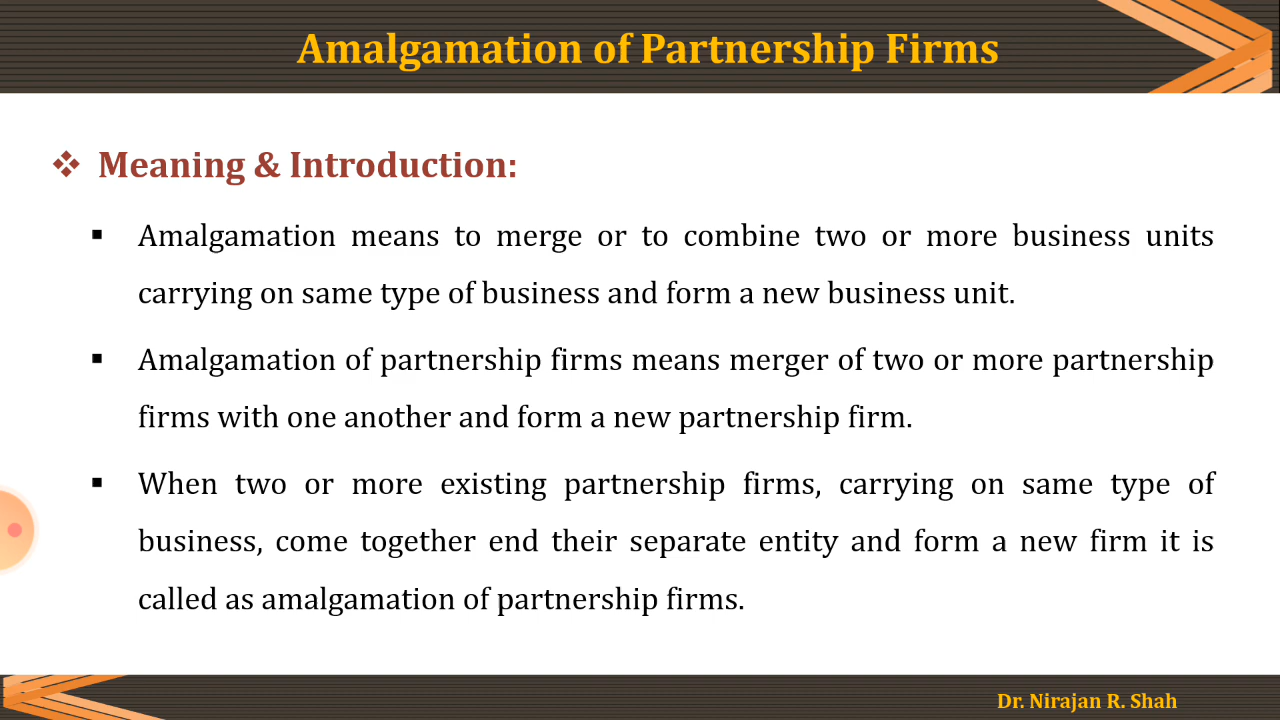 Amalgamation of Partnership Firms
❖ Meaning & Introduction:
▪ Amalgamation means to merge or to combine two or more business units
carrying on same type of business and form a new business unit.
▪ Amalgamation of partnership firms means merger of two or more partnership
firms with one another and form a new partnership firm.
▪ When two or more existing partnership firms, carrying on same type of
business, come together end their separate entity and form a new firm it is
called as amalgamation of partnership firms.
Dr. Nirajan R. Shah